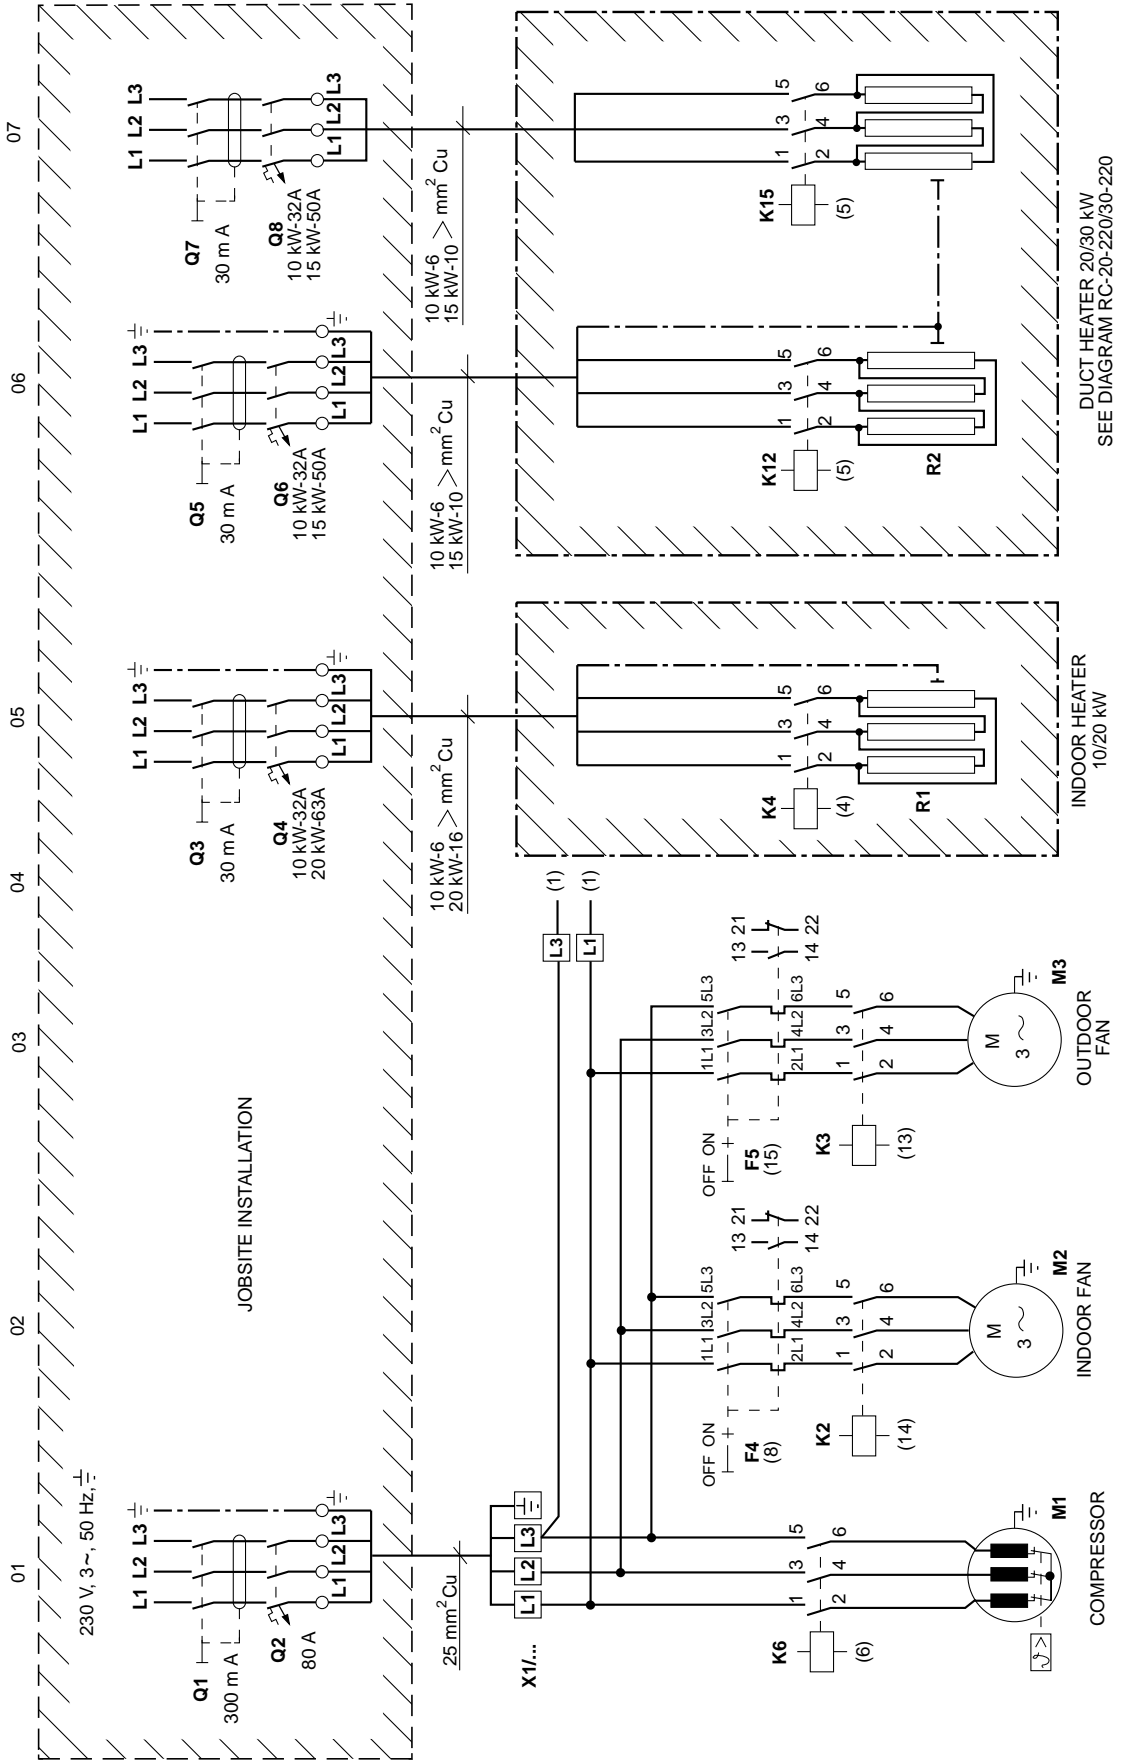 01
02
03
04
05
06
07
230 V, 3~, 50 Hz,
JOBSITE INSTALLATION
L1 L2 L3
Q1
300 m A
Q2
80 A
L1 L2 L3
25 mm² Cu
X1/...
L1
L2
L3
L1 L2 L3
Q3
30 m A
Q4
10 kW-32A
20 kW-63A
L1 L2 L3
10 kW-6
20 kW-16 > mm² Cu
L1 L2 L3
Q5
30 m A
Q6
10 kW-32A
15 kW-50A
L1 L2 L3
10 kW-6
15 kW-10 > mm² Cu
L1 L2 L3
Q7
30 m A
Q8
10 kW-32A
15 kW-50A
L1 L2 L3
10 kW-6
15 kW-10 > mm² Cu
L3 (1)
L1 (1)
K6
(6)
1 3 5
2 4 6
ϑ >
M1
COMPRESSOR
OFF ON
F4
(8)
1L1 3L2 5L3
2L1 4L2 6L3
13 21
14 22
K2
(14)
1 3 5
2 4 6
M
3 ~
M2
INDOOR FAN
OFF ON
F5
(15)
1L1 3L2 5L3
2L1 4L2 6L3
13 21
14 22
K3
(13)
1 3 5
2 4 6
M
3 ~
M3
OUTDOOR
FAN
K4
(4)
1 3 5
2 4 6
R1
INDOOR HEATER
10/20 kW
K12
(5)
1 3 5
2 4 6
R2
K15
(5)
1 3 5
2 4 6
DUCT HEATER 20/30 kW
SEE DIAGRAM RC-20-220/30-220